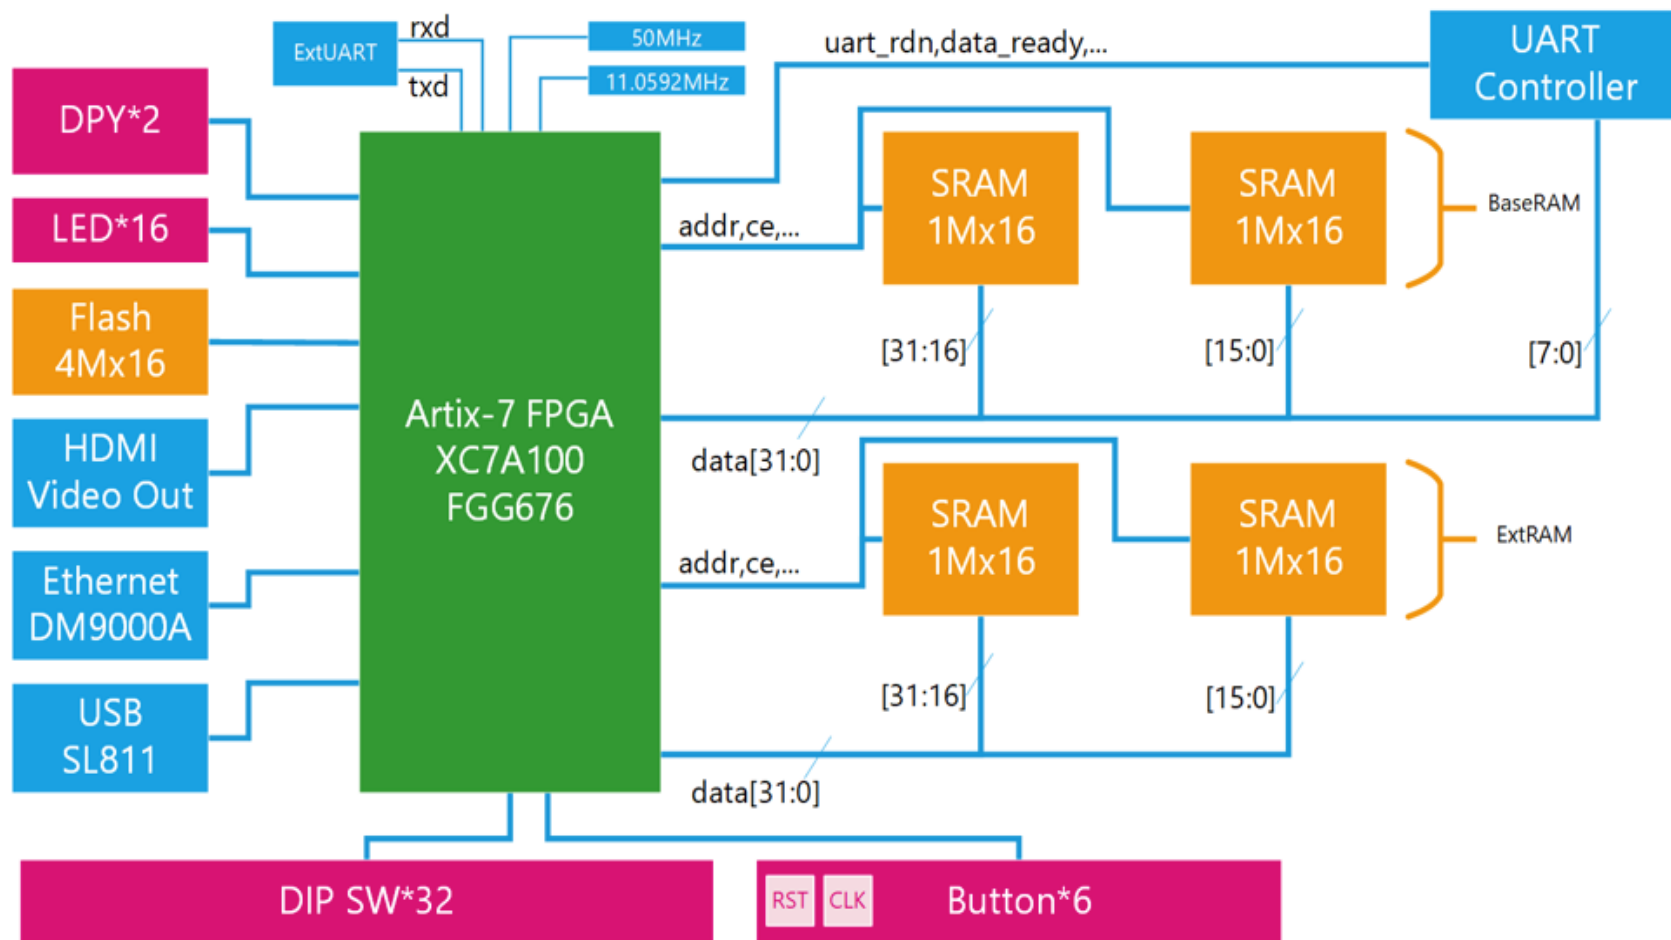 ExtUART
rxd
txd
50MHz
11.0592MHz
uart_rdn,data_ready,...
UART
Controller
DPY*2
LED*16
Flash
4Mx16
HDMI
Video Out
Ethernet
DM9000A
USB
SL811
Artix-7 FPGA
XC7A100
FGG676
addr,ce,...
SRAM
1Mx16
SRAM
1Mx16
BaseRAM
[31:16]
[15:0]
[7:0]
data[31:0]
addr,ce,...
SRAM
1Mx16
SRAM
1Mx16
ExtRAM
[31:16]
[15:0]
data[31:0]
DIP SW*32
RST
CLK
Button*6